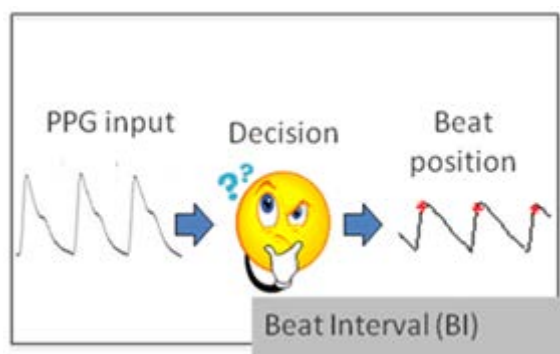 PPG input
Decision
??
Beat
position
Beat Interval (BI)